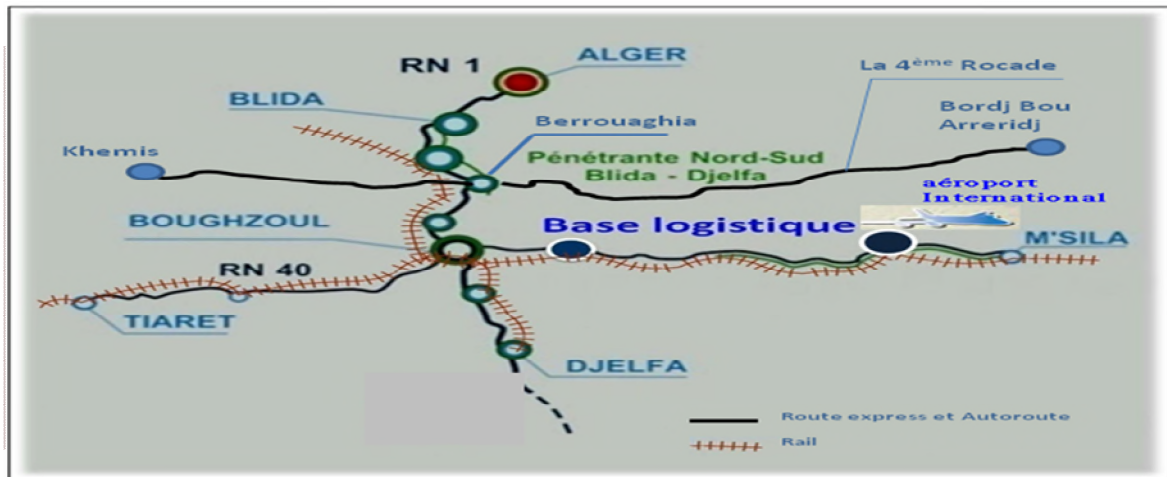 ALGER
RN 1
La 4ème Rocade
BLIDA
Bordj Bou
Arreridj
Berrouaghia
Khemis
Pénétrante Nord-Sud
Blida - Djelfa
aéroport
International
BOUGHZOUL
Base logistique
M'SILA
RN 40
TIARET
DJELFA
Route express et Autoroute
Rail